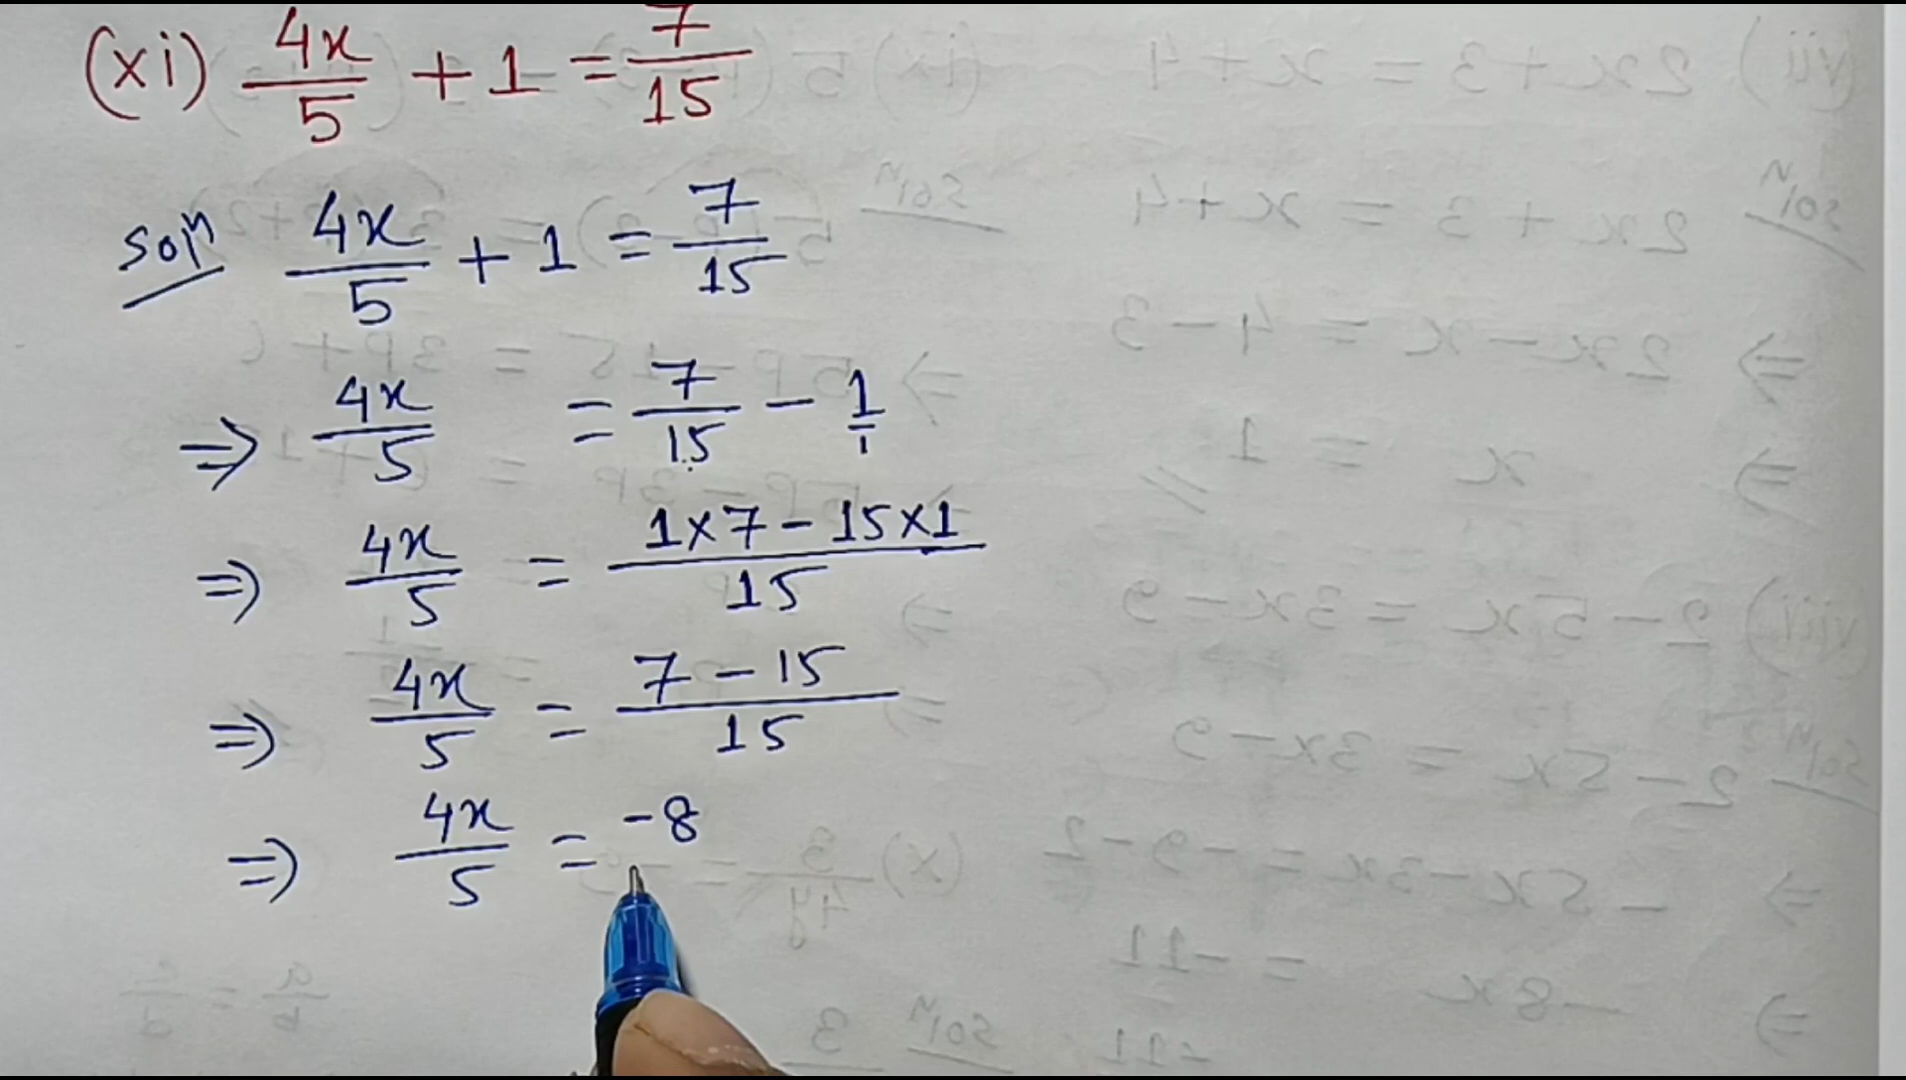 (xi) 4x/5 + 1 = 7/15
Solⁿ 4x/5 + 1 = 7/15
⇒ 4x/5 = 7/15 - 1/1
⇒ 4x/5 = 1×7 - 15×1/15
⇒ 4x/5 = 7 - 15/15
⇒ 4x/5 = -8